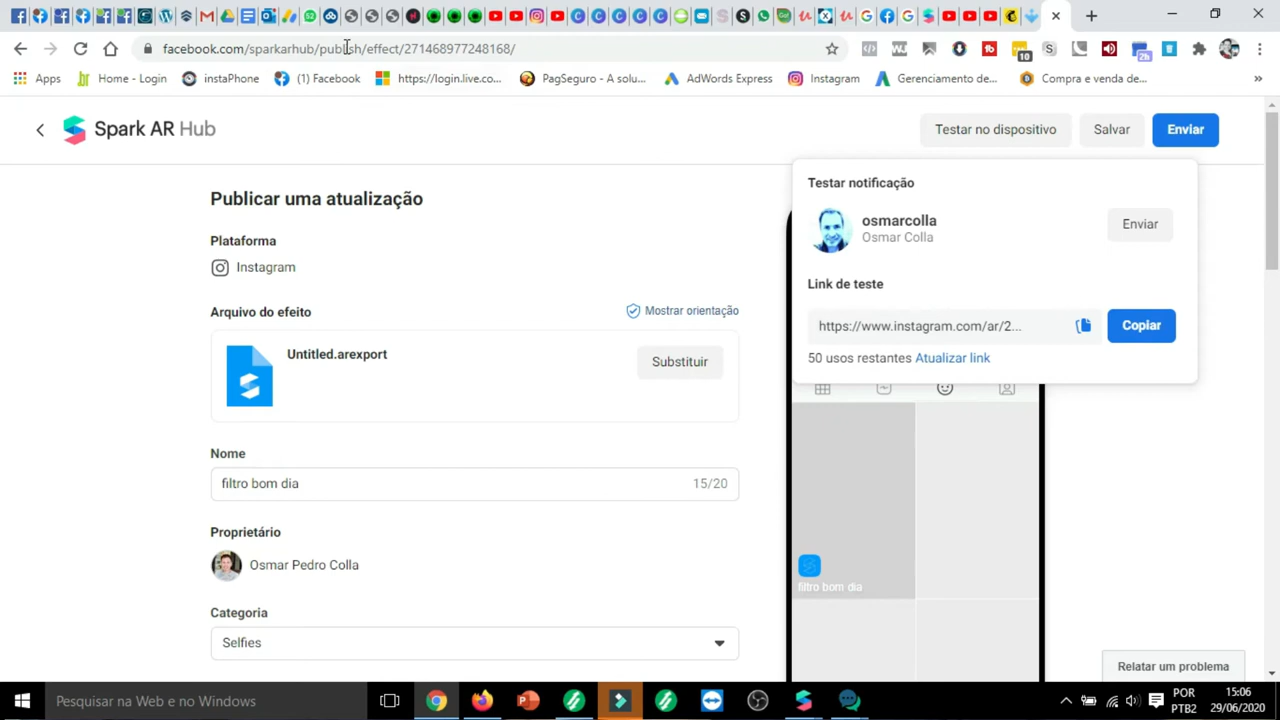 facebook.com/sparkarhub/publish/effect/271468977248168/
10
2h
Apps
Home - Login
instaPhone
(1) Facebook
https://login.live.co...
PagSeguro - A solu...
AdWords Express
Instagram
Gerenciamento de...
Compra e venda de...
»
Spark AR Hub
Testar no dispositivo
Salvar
Enviar
Publicar uma atualização
Testar notificação
osmarcolla
Osmar Colla
Enviar
Plataforma
Instagram
Link de teste
Arquivo do efeito
Mostrar orientação
https://www.instagram.com/ar/2...
Copiar
Untitled.arexport
Substituir
50 usos restantes Atualizar link
Nome
filtro bom dia
15/20
Proprietário
Osmar Pedro Colla
filtro bom dia
Categoria
Selfies
Relatar um problema
Pesquisar na Web e no Windows
POR
PTB2
15:06
29/06/2020